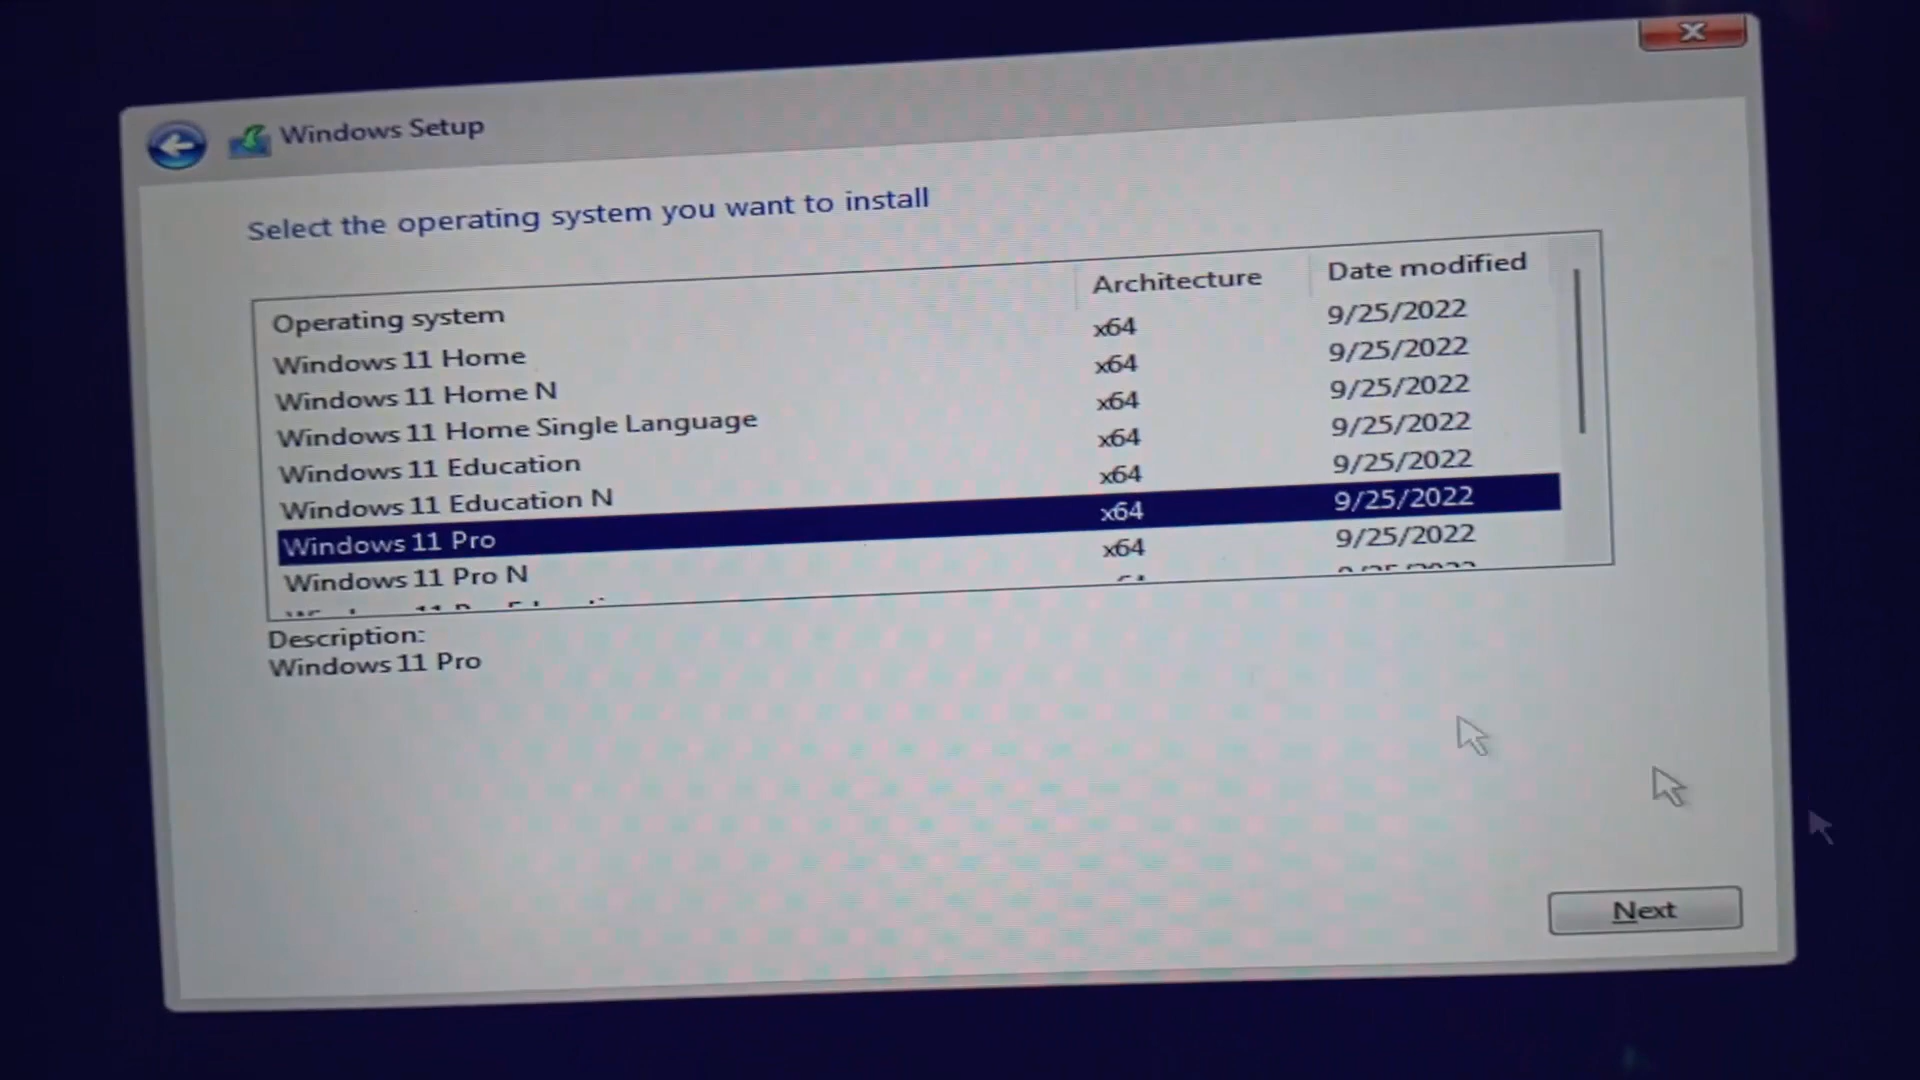 Windows Setup
Select the operating system you want to install
Operating system Architecture Date modified
Windows 11 Home x64 9/25/2022
Windows 11 Home N x64 9/25/2022
Windows 11 Home Single Language x64 9/25/2022
Windows 11 Education x64 9/25/2022
Windows 11 Education N x64 9/25/2022
Windows 11 Pro x64 9/25/2022
Windows 11 Pro N x64 9/25/2022
Description:
Windows 11 Pro
Next